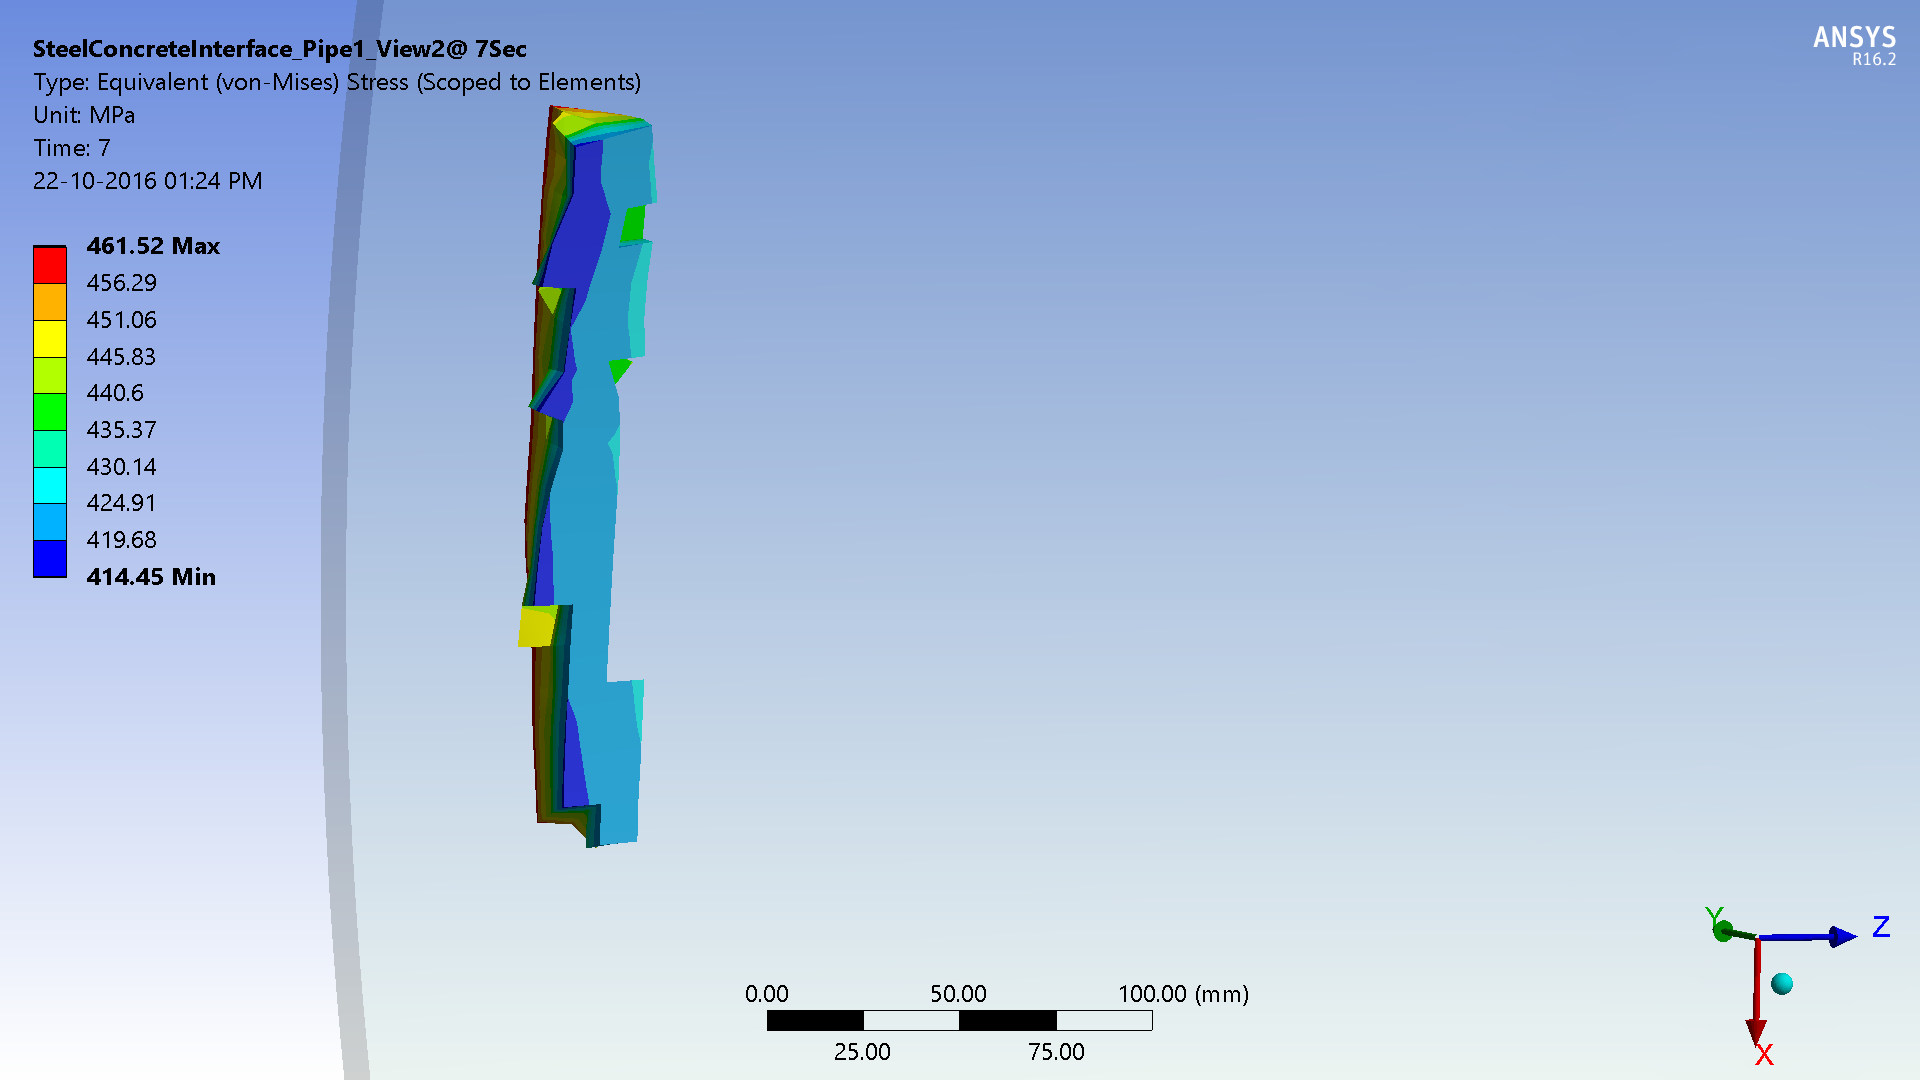 SteelConcreteInterface_Pipe1_View2@ 7Sec
Type: Equivalent (von-Mises) Stress (Scoped to Elements)
Unit: MPa
Time: 7
22-10-2016 01:24 PM
ANSYS
R16.2
461.52 Max
456.29
451.06
445.83
440.6
435.37
430.14
424.91
419.68
414.45 Min
Y
Z
X
0.00 50.00 100.00 (mm)
25.00 75.00